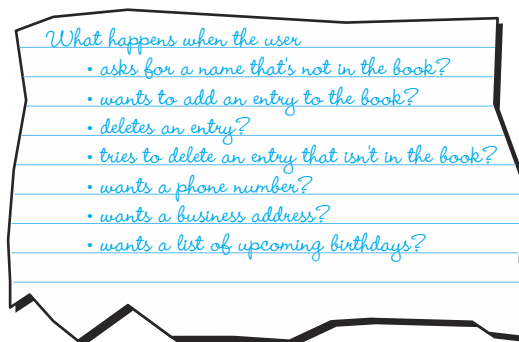 What happens when the user
• asks for a name that's not in the book?
• wants to add an entry to the book?
• deletes an entry?
• tries to delete an entry that isn't in the book?
• wants a phone number?
• wants a business address?
• wants a list of upcoming birthdays?